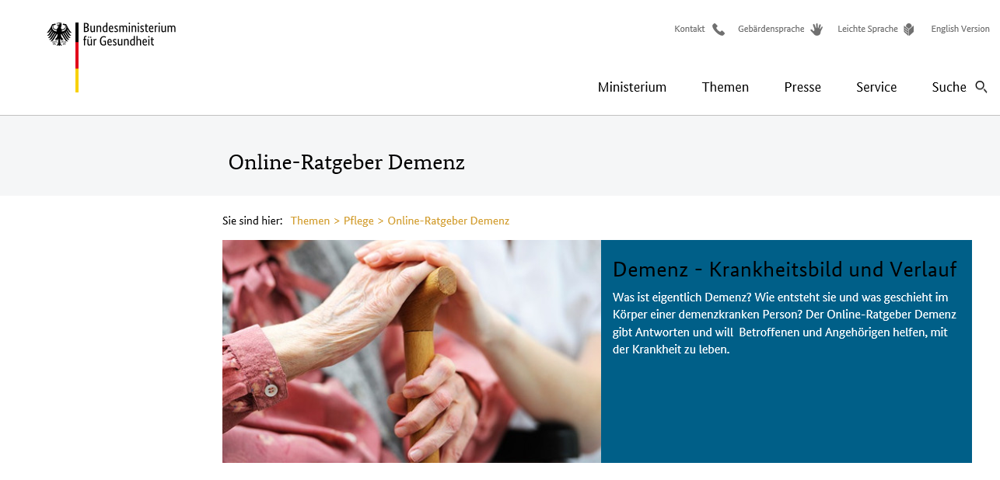 Bundesministerium
für Gesundheit
Kontakt Gebärdensprache Leichte Sprache English Version
Ministerium Themen Presse Service Suche
Online-Ratgeber Demenz
Sie sind hier: Themen > Pflege > Online-Ratgeber Demenz
Demenz - Krankheitsbild und Verlauf
Was ist eigentlich Demenz? Wie entsteht sie und was geschieht im
Körper einer demenzkranken Person? Der Online-Ratgeber Demenz
gibt Antworten und will Betroffenen und Angehörigen helfen, mit
der Krankheit zu leben.